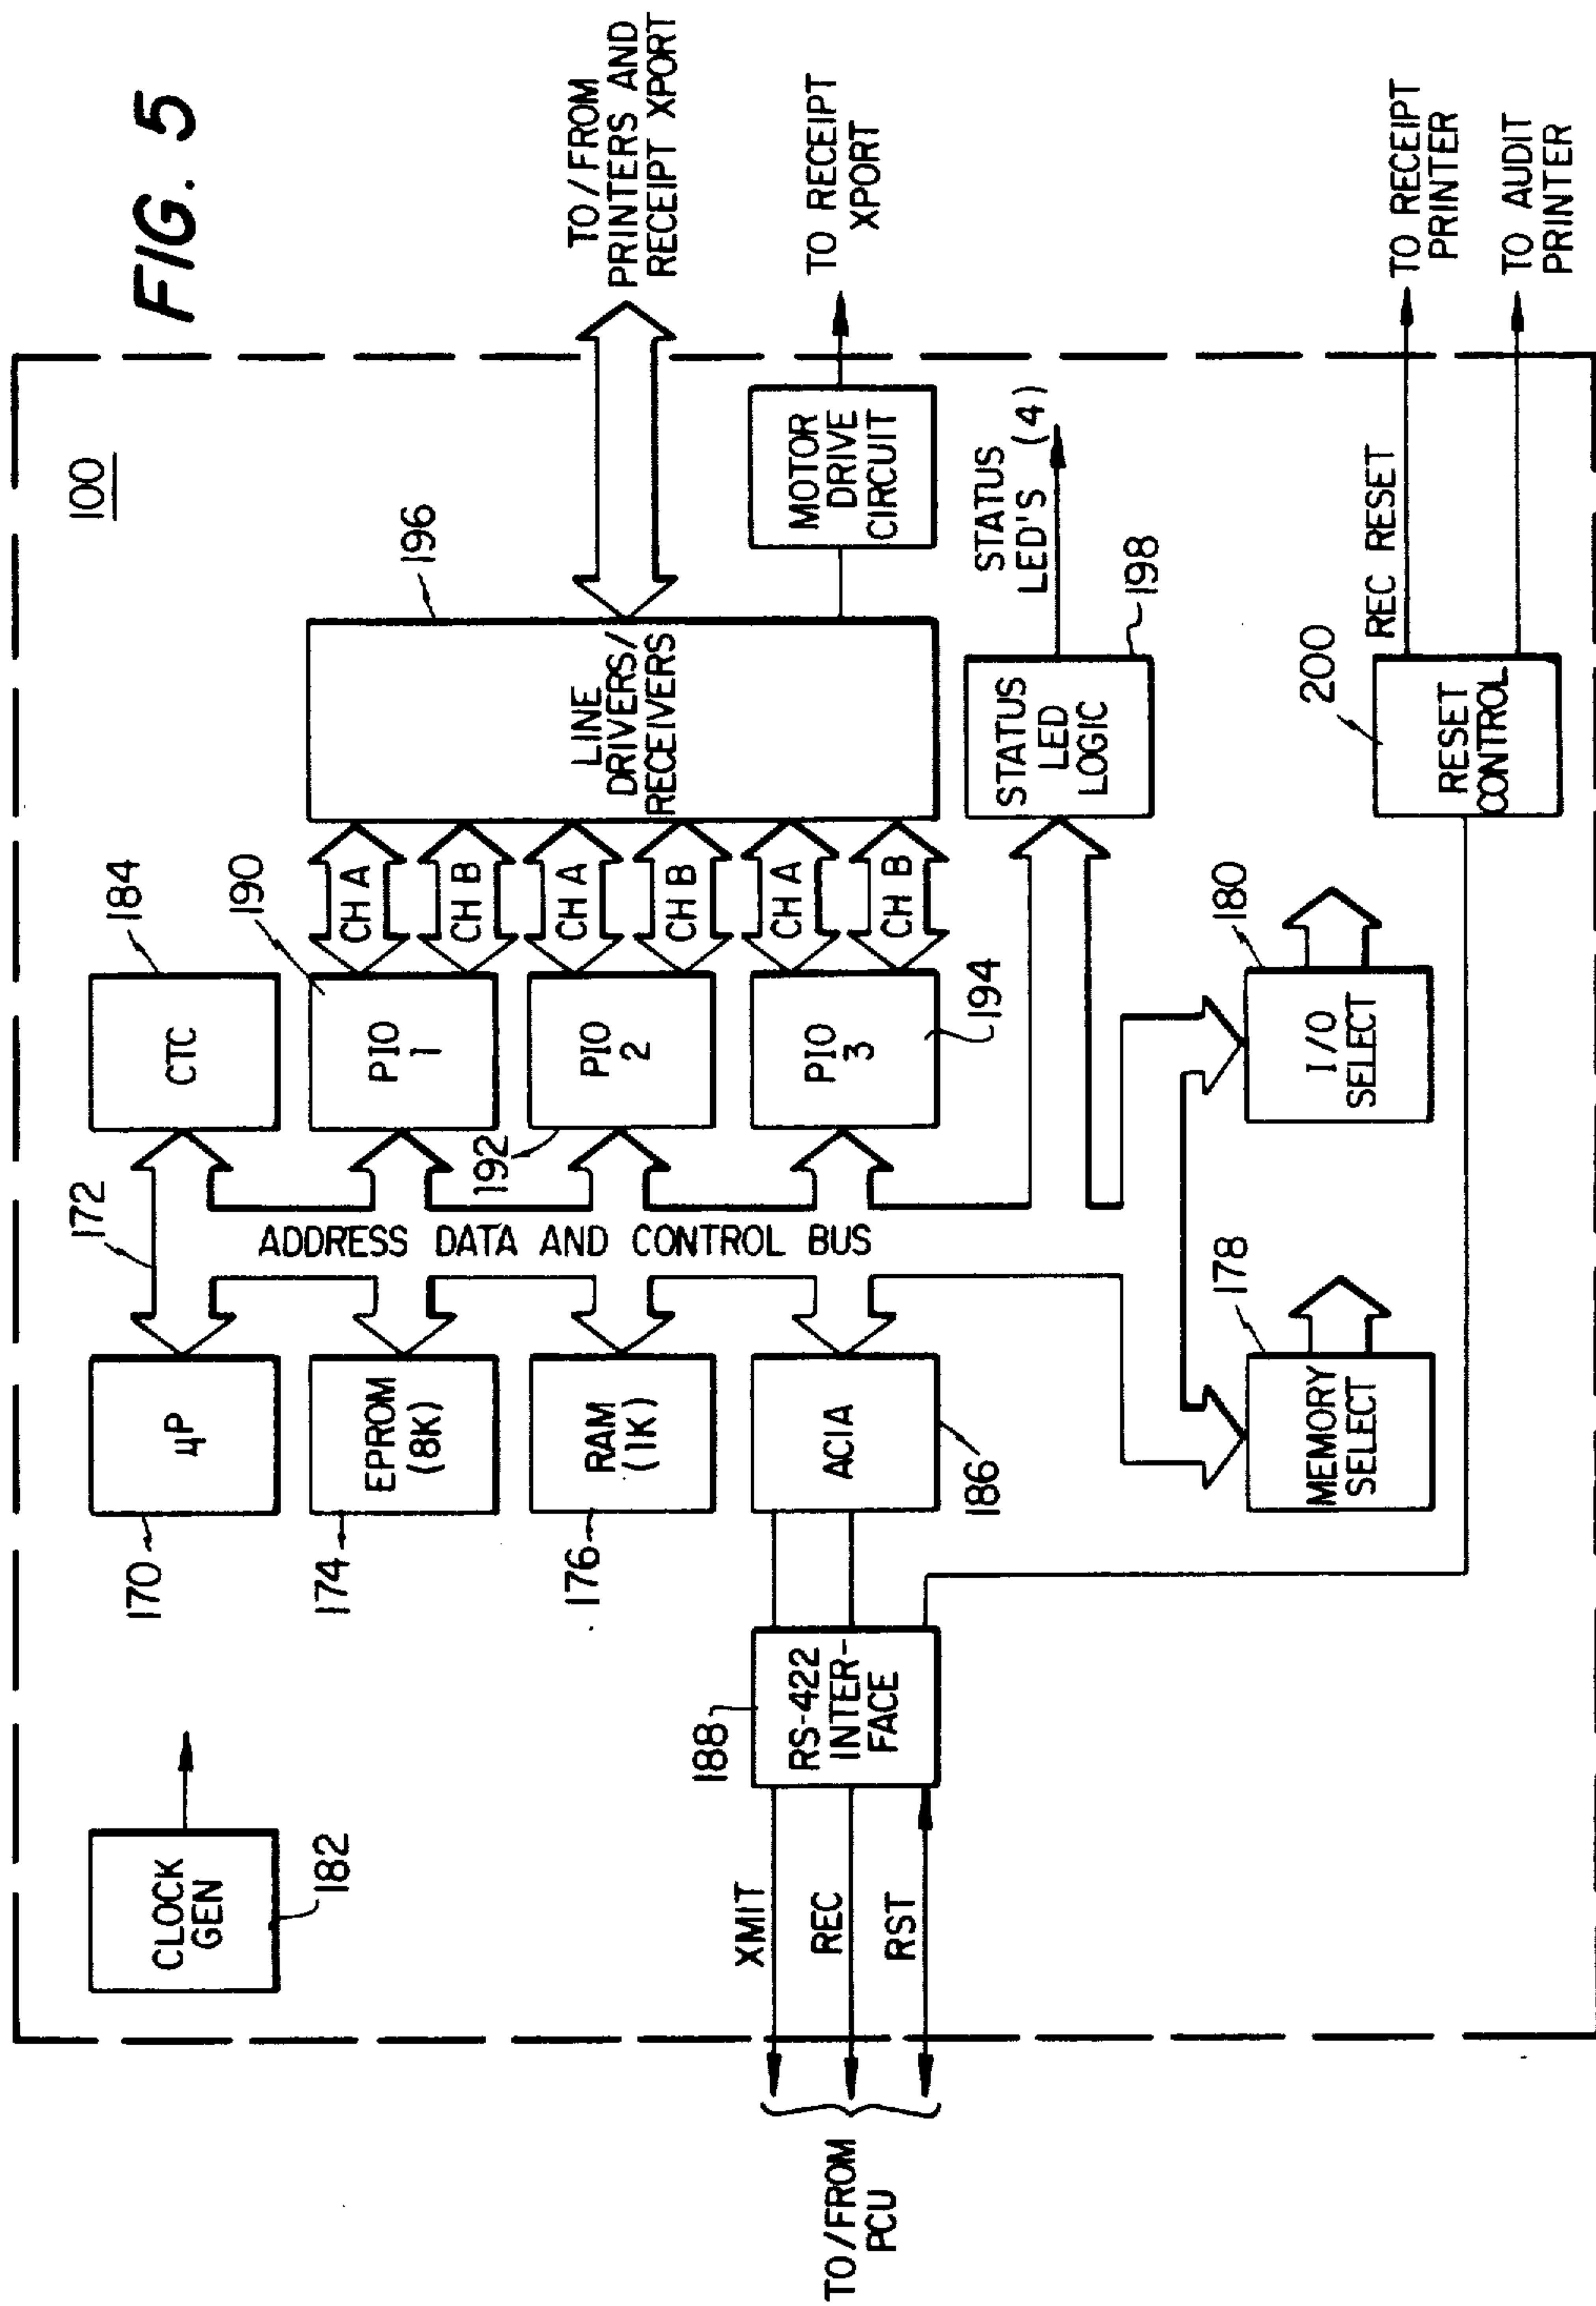 FIG. 5
100
TO/FROM
PRINTERS AND
RECEIPT XPORT
TO RECEIPT
XPORT
TO RECEIPT
PRINTER
TO AUDIT
PRINTER
CLOCK
GEN
182
170
µP
172
CTC
184
174
EPROM
(8K)
PIO
1
190
176
RAM
(1K)
192
PIO
2
ACIA
186
PIO
3
194
ADDRESS DATA AND CONTROL BUS
CH A
CH B
CH A
CH B
CH A
CH B
LINE
DRIVERS/
RECEIVERS
196
MOTOR
DRIVE
CIRCUIT
STATUS
LED'S (4)
STATUS
LED
LOGIC
198
188
RS-422
INTER-
FACE
XMIT
REC
RST
TO/FROM
PCU
MEMORY
SELECT
178
I/O
SELECT
180
RESET
CONTROL
200
REC RESET